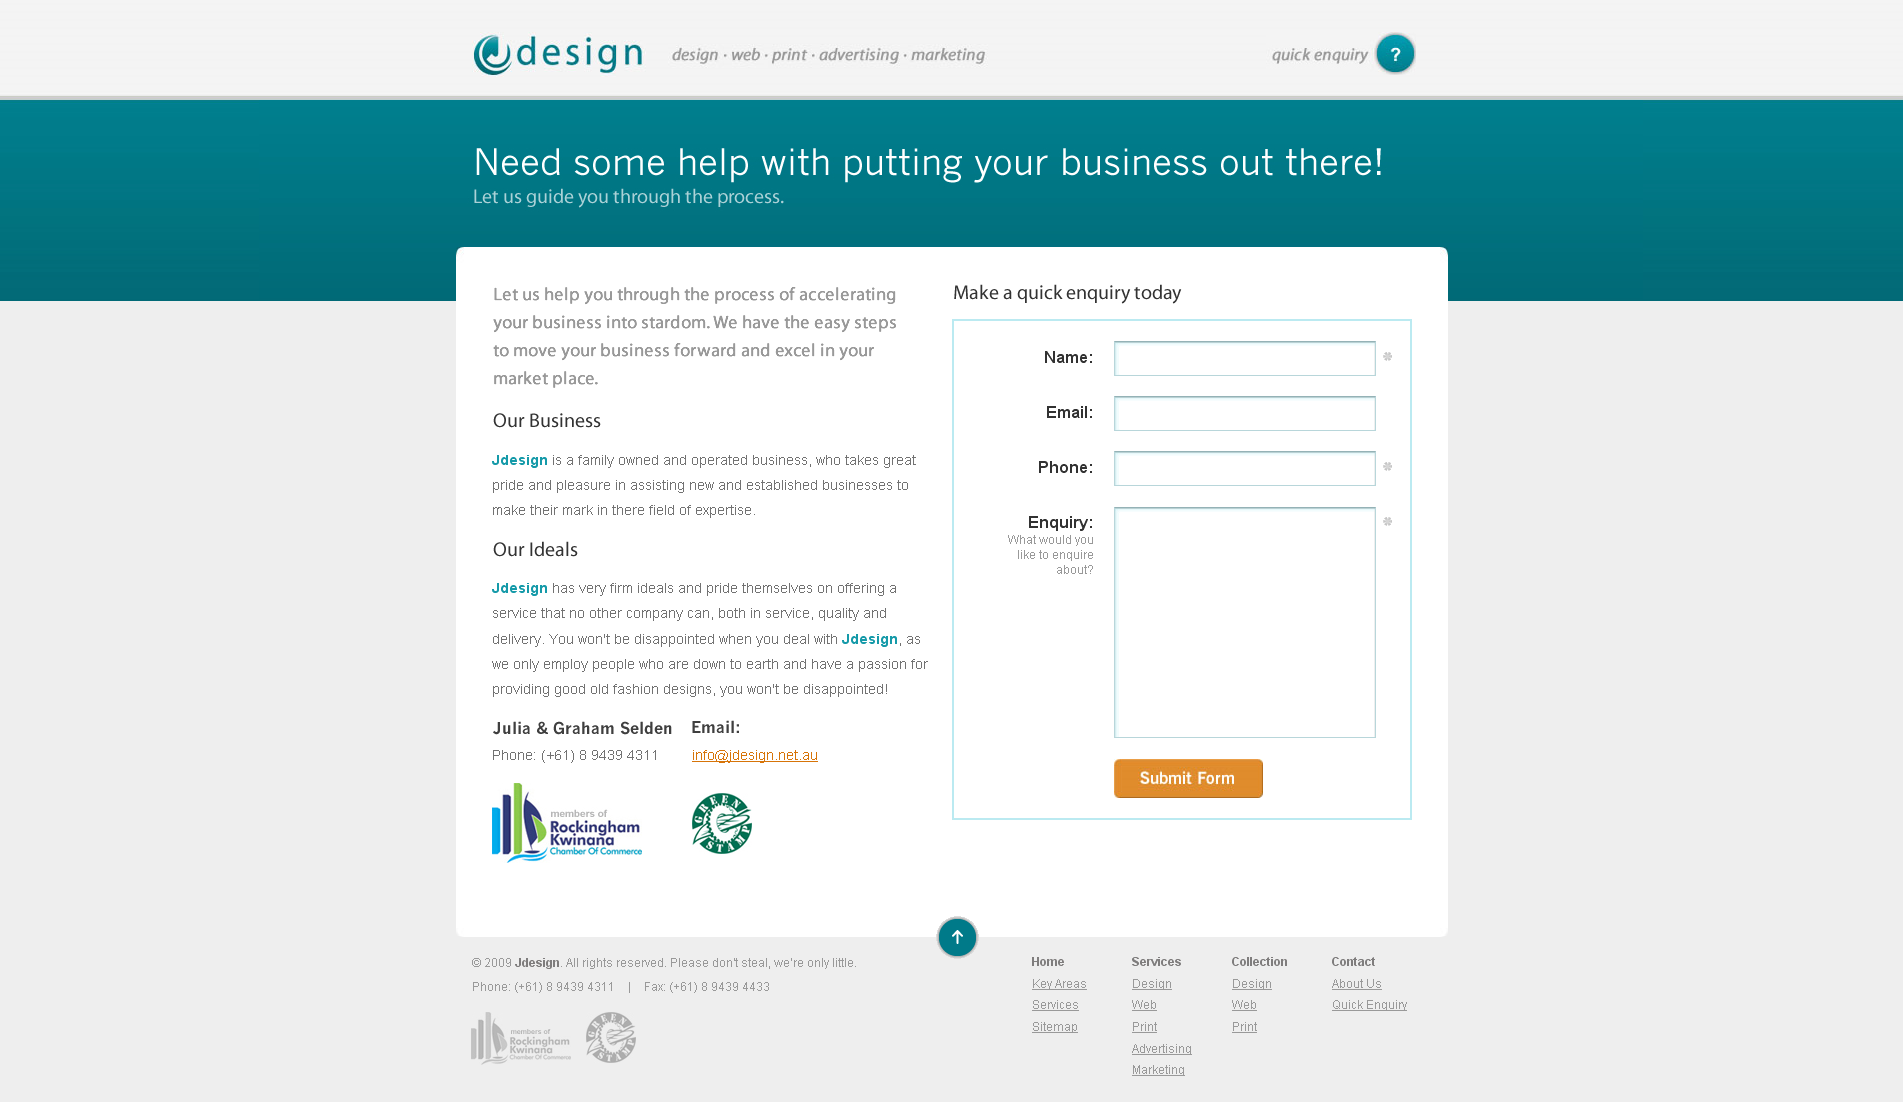 design
design · web · print · advertising · marketing
quick enquiry ?
Need some help with putting your business out there!
Let us guide you through the process.
Let us help you through the process of accelerating
your business into stardom. We have the easy steps
to move your business forward and excel in your
market place.
Our Business
Jdesign is a family owned and operated business, who takes great
pride and pleasure in assisting new and established businesses to
make their mark in there field of expertise.
Our Ideals
Jdesign has very firm ideals and pride themselves on offering a
service that no other company can, both in service, quality and
delivery. You won't be disappointed when you deal with Jdesign, as
we only employ people who are down to earth and have a passion for
providing good old fashion designs, you won't be disappointed!
Julia & Graham Selden
Phone: (+61) 8 9439 4311
Email:
info@jdesign.net.au
members of
Rockingham
Kwinana
Chamber Of Commerce
GREEN
STAMP
Make a quick enquiry today
Name: *
Email:
Phone: *
Enquiry: *
What would you
like to enquire
about?
Submit Form
© 2009 Jdesign. All rights reserved. Please don't steal, we're only little.
Phone: (+61) 8 9439 4311 | Fax: (+61) 8 9439 4433
members of
Rockingham
Kwinana
Chamber Of Commerce
GREEN
STAMP
Home
Key Areas
Services
Sitemap
Services
Design
Web
Print
Advertising
Marketing
Collection
Design
Web
Print
Contact
About Us
Quick Enquiry